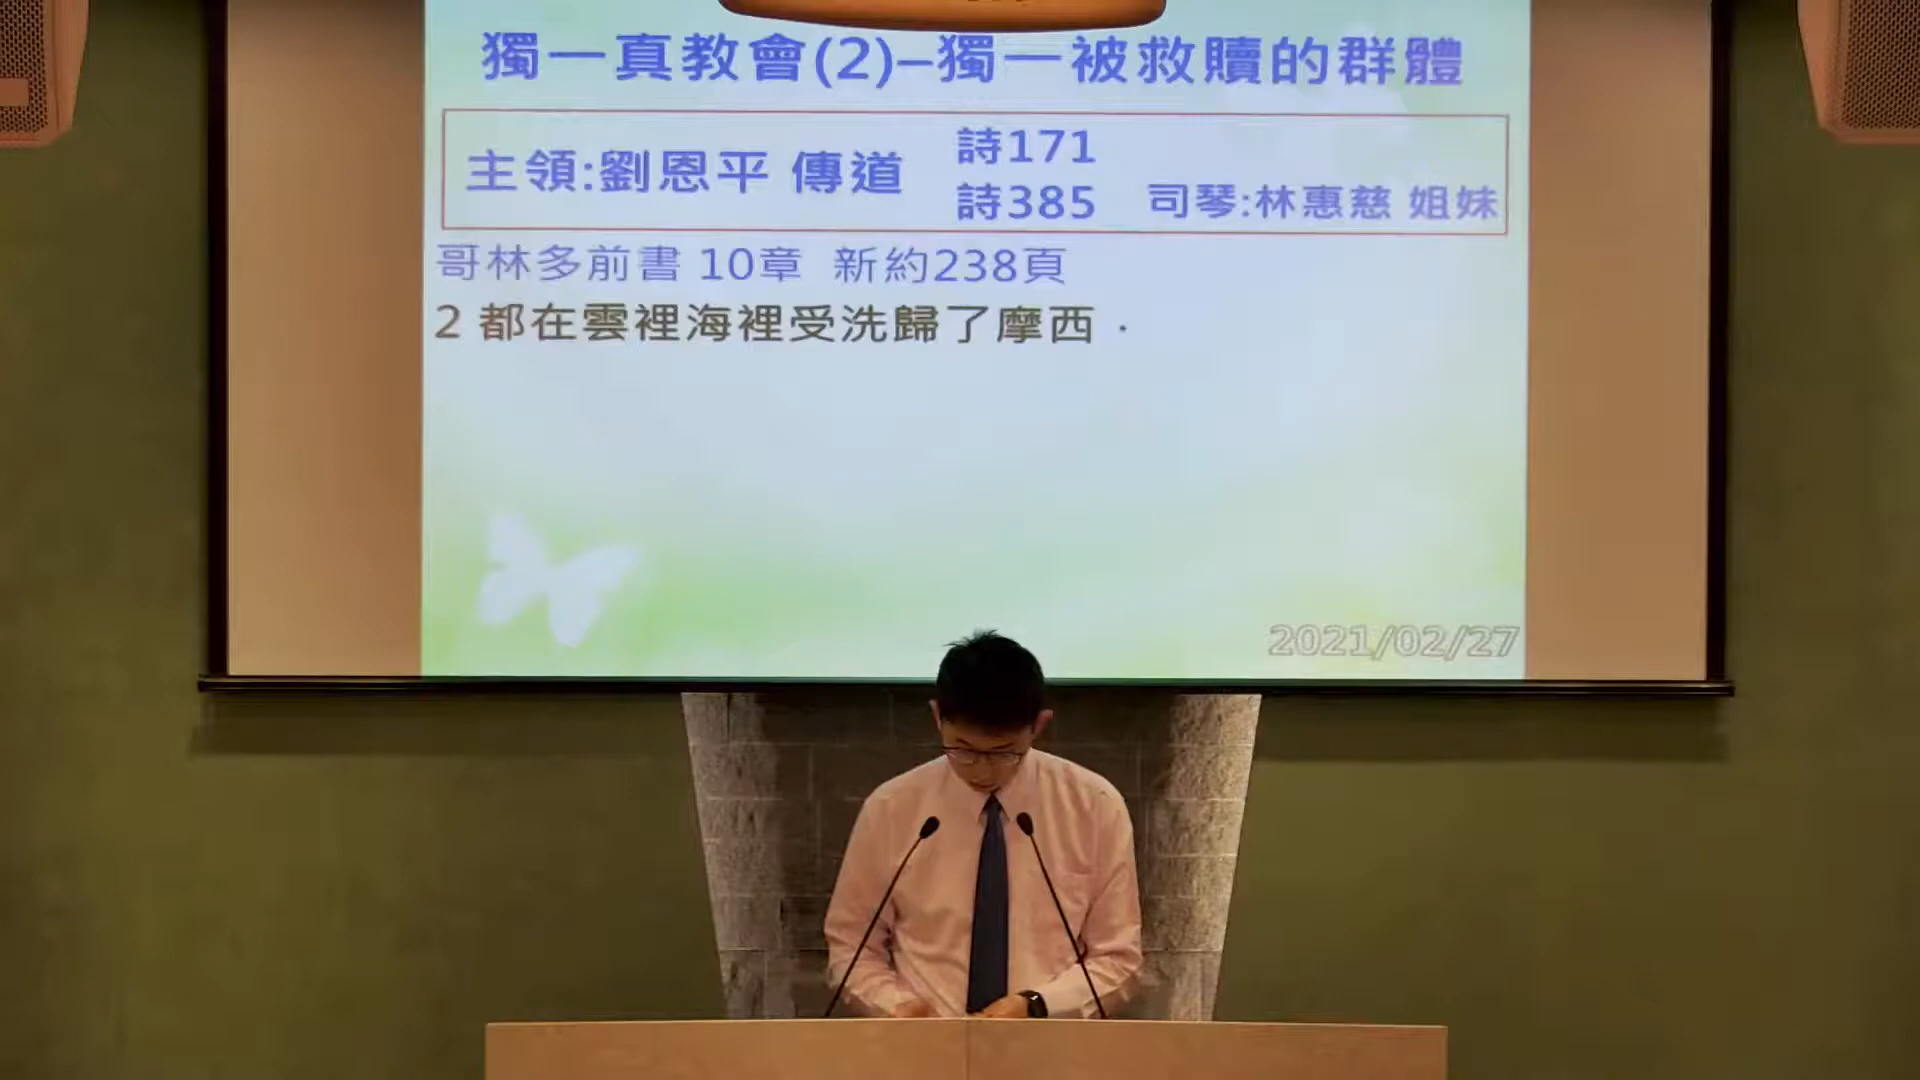 獨一真教會(2)–獨一被救贖的群體
主領:劉恩平 傳道
詩171
詩385 司琴:林惠慈 姐妹
哥林多前書 10章 新約238頁
2 都在雲裡海裡受洗歸了摩西．
2021/02/27